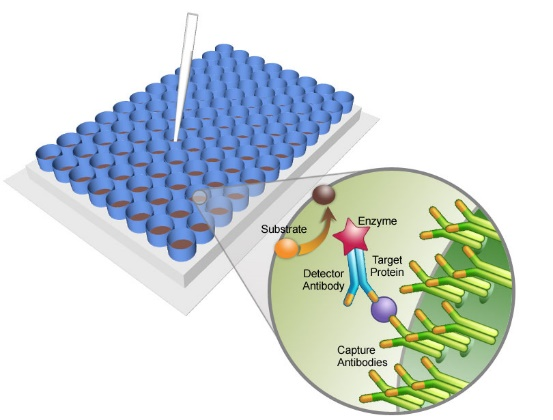 Enzyme
Substrate
Target
Protein
Detector
Antibody
Capture
Antibodies